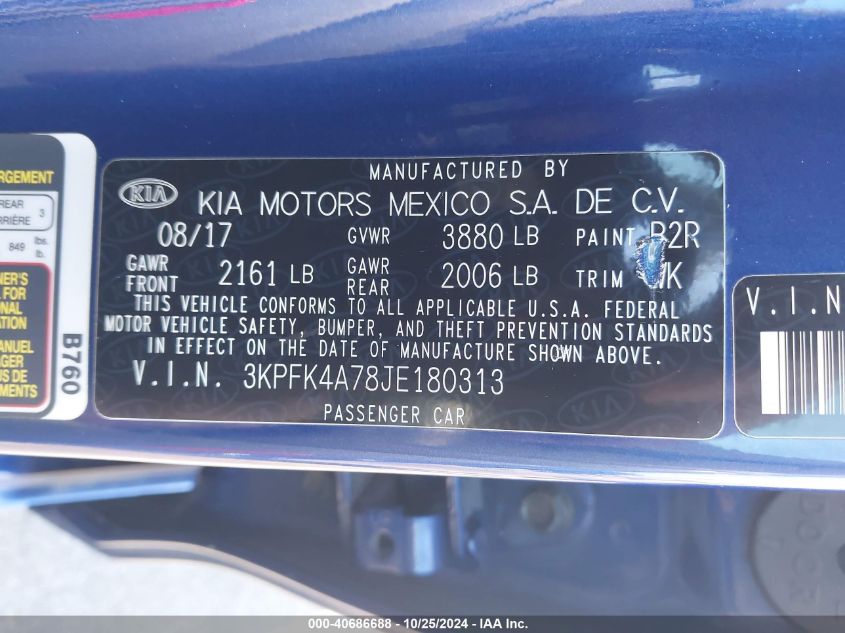 MANUFACTURED BY
KIA
KIA MOTORS MEXICO S.A. DE C.V.
08/17 GVWR 3880 LB PAINT B2R
GAWR FRONT 2161 LB GAWR REAR 2006 LB TRIM
THIS VEHICLE CONFORMS TO ALL APPLICABLE U.S.A. FEDERAL
MOTOR VEHICLE SAFETY, BUMPER, AND THEFT PREVENTION STANDARDS
IN EFFECT ON THE DATE OF MANUFACTURE SHOWN ABOVE.
V.I.N. 3KPFK4A78JE180313
PASSENGER CAR
REAR
3
849 lbs.
B760
V.I.N
000-40686688 - 10/25/2024 - IAA Inc.